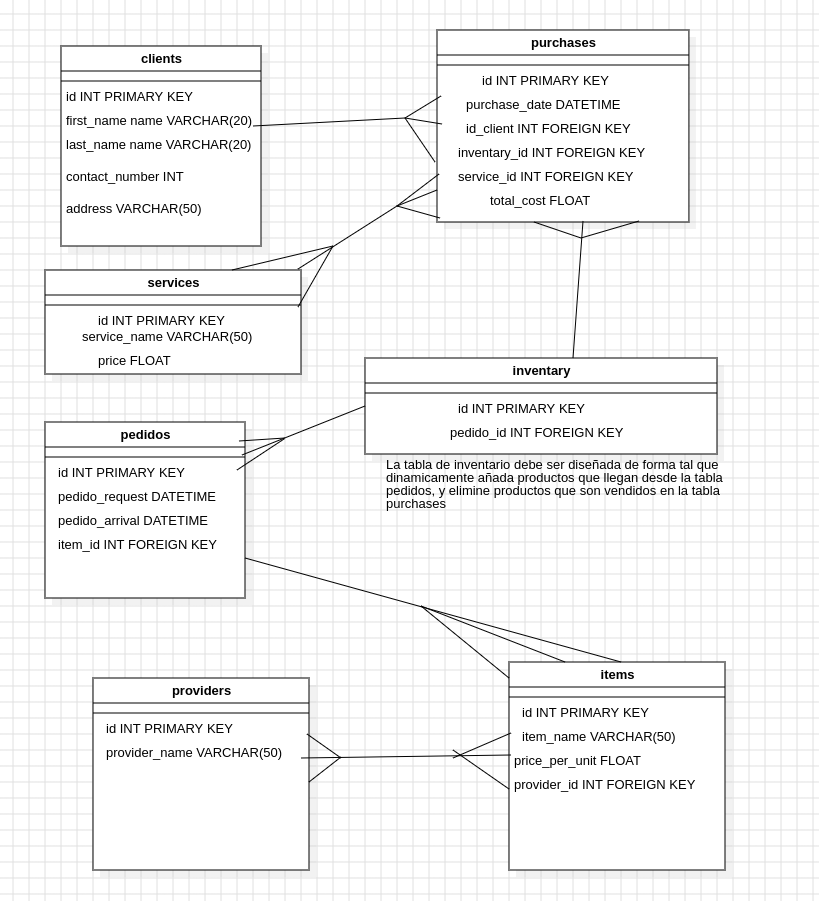 clients
id INT PRIMARY KEY
first_name name VARCHAR(20)
last_name name VARCHAR(20)
contact_number INT
address VARCHAR(50)
purchases
id INT PRIMARY KEY
purchase_date DATETIME
id_client INT FOREIGN KEY
inventory_id INT FOREIGN KEY
service_id INT FOREIGN KEY
total_cost FLOAT
services
id INT PRIMARY KEY
service_name VARCHAR(50)
price FLOAT
inventory
id INT PRIMARY KEY
pedido_id INT FOREIGN KEY
La tabla de inventario debe ser diseñada de forma tal que
dinamicamente añada productos que llegan desde la tabla
pedidos, y elimine productos que son vendidos en la tabla
purchases
pedidos
id INT PRIMARY KEY
pedido_request DATETIME
pedido_arrival DATETIME
item_id INT FOREIGN KEY
providers
id INT PRIMARY KEY
provider_name VARCHAR(50)
items
id INT PRIMARY KEY
item_name VARCHAR(50)
price_per_unit FLOAT
provider_id INT FOREIGN KEY